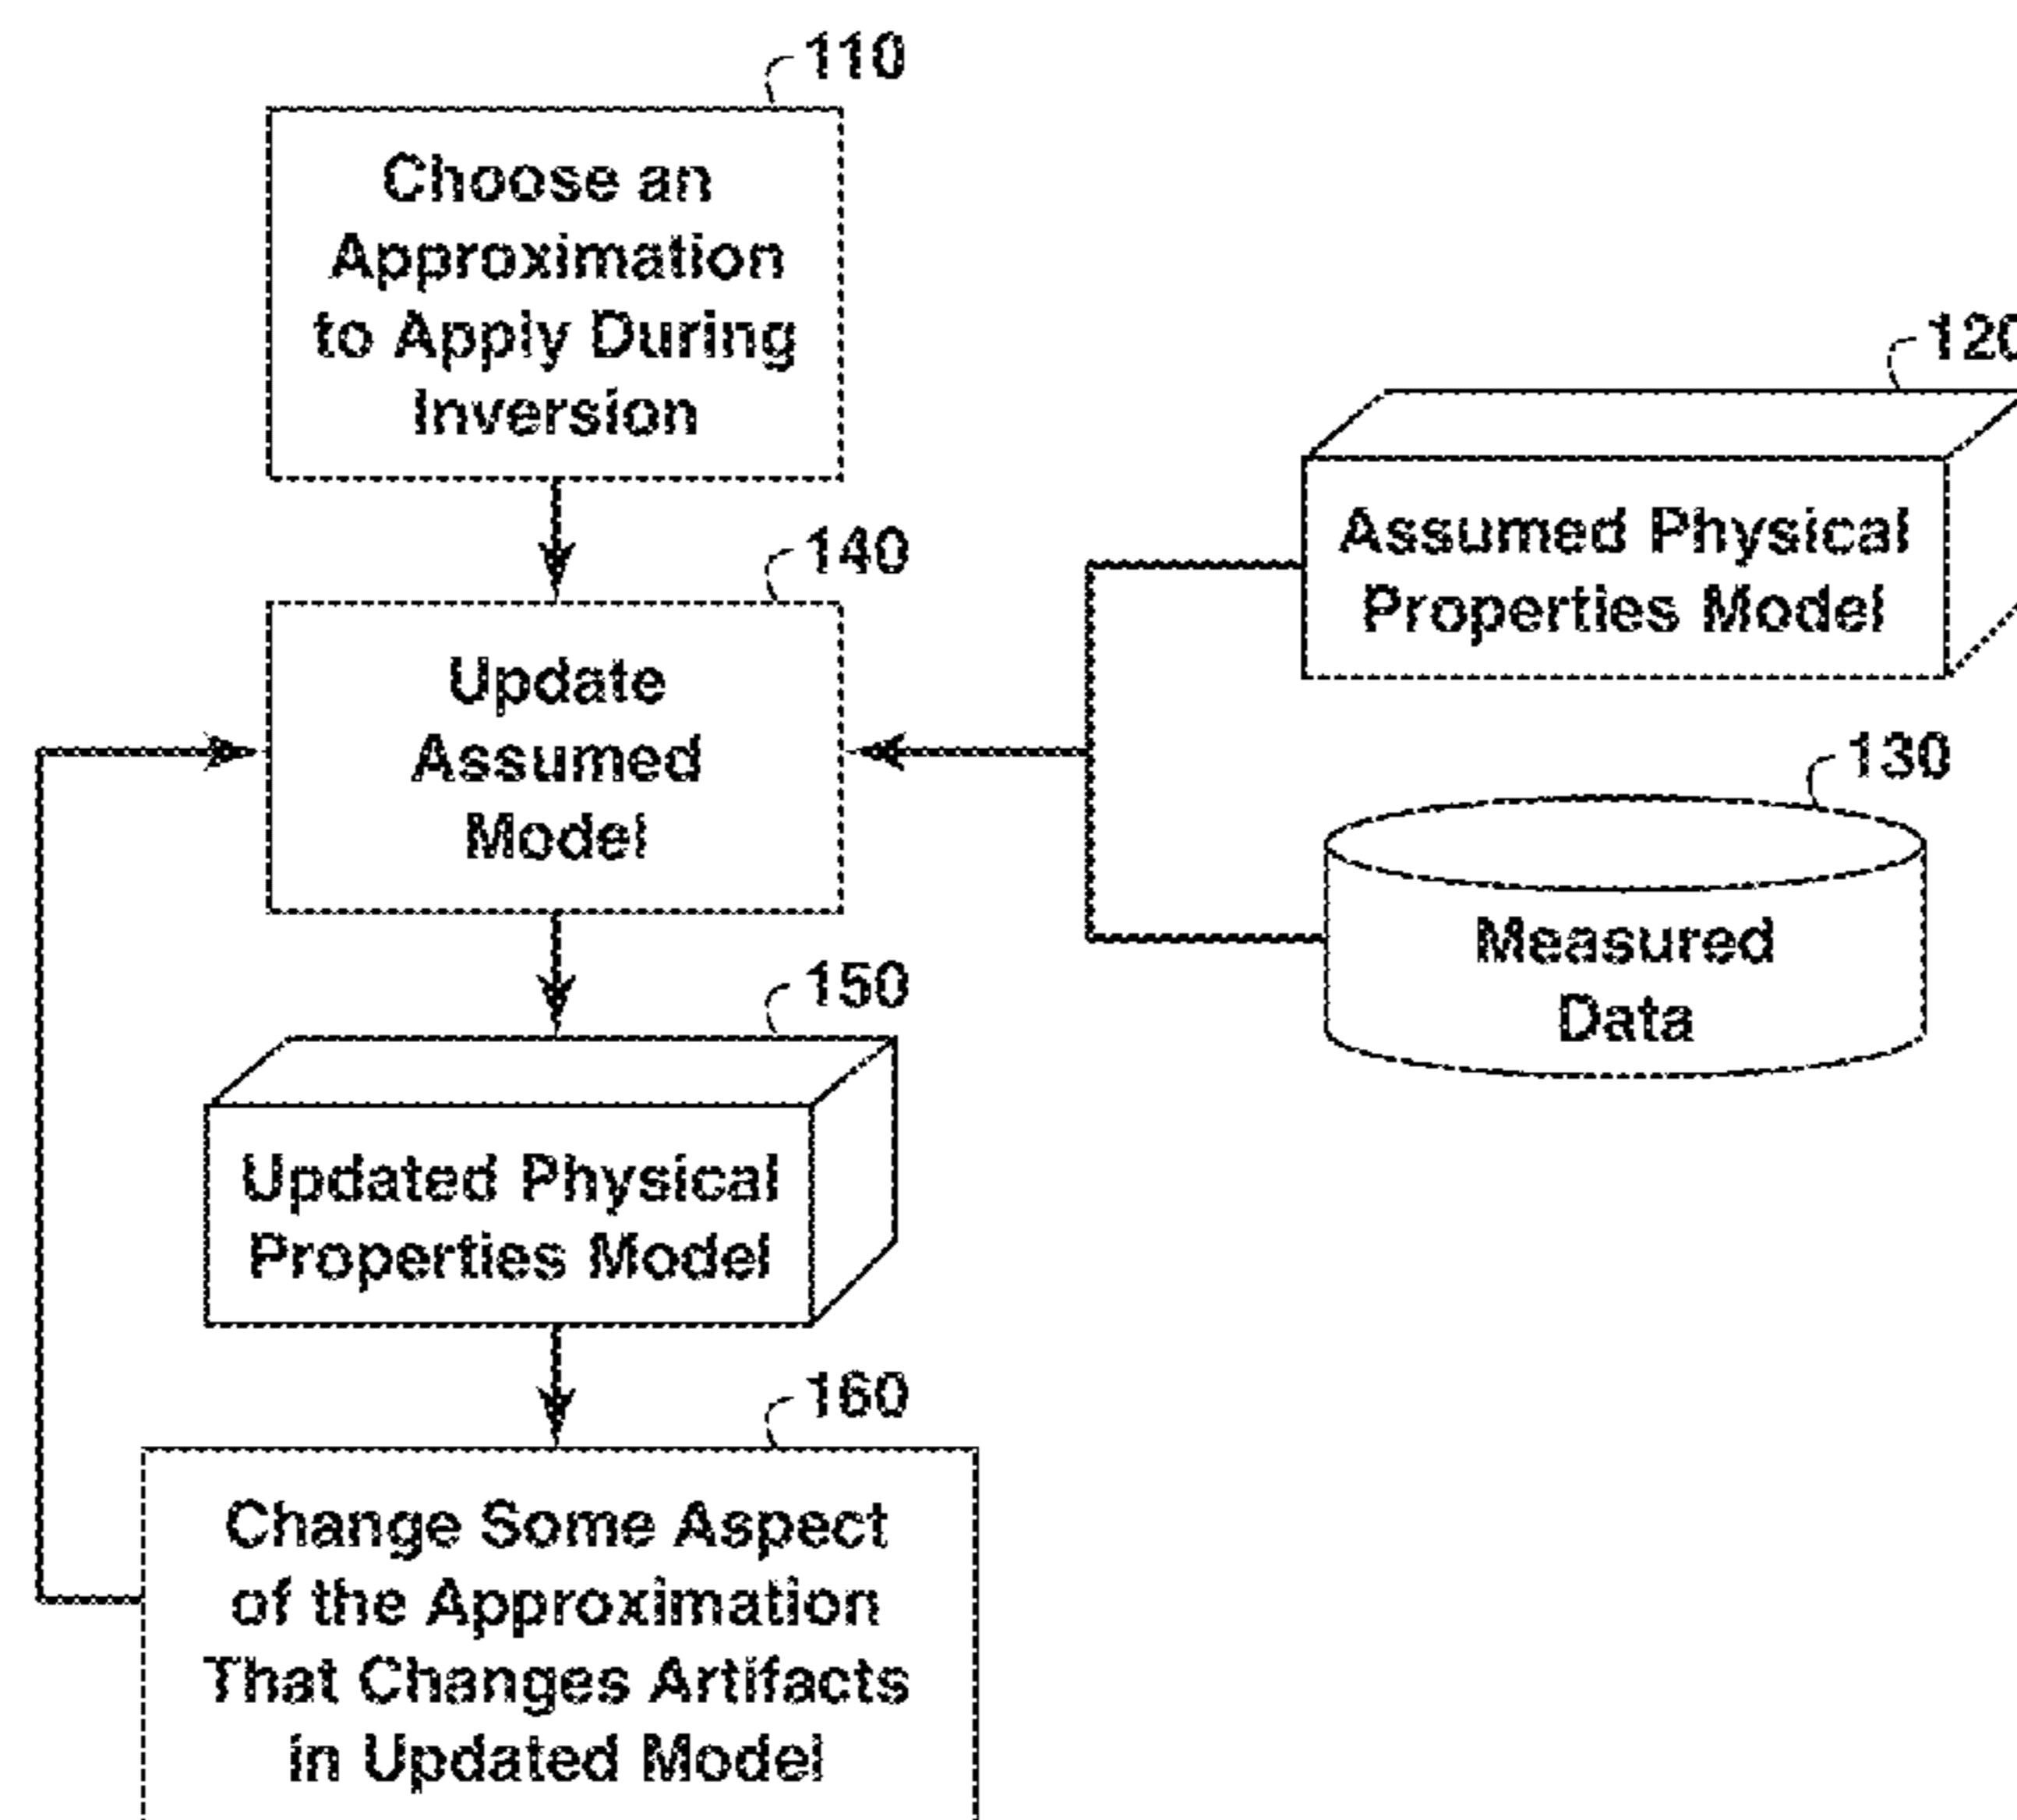 110
Choose an
Approximation
to Apply During
Inversion
120
Assumed Physical
Properties Model
140
Update
Assumed
Model
130
Measured
Data
150
Updated Physical
Properties Model
160
Change Some Aspect
of the Approximation
That Changes Artifacts
in Updated Model